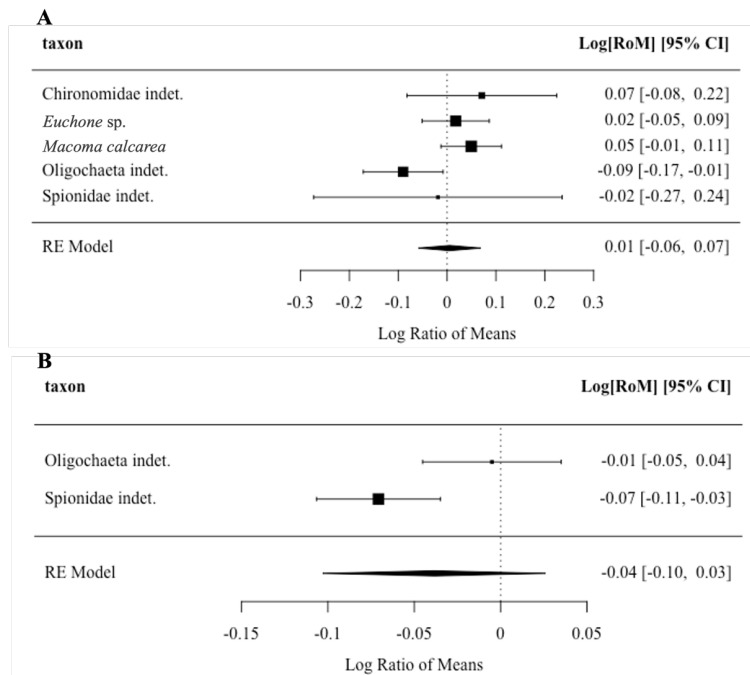 A
taxon Log[RoM] [95% CI]
Chironomidae indet. 0.07 [-0.08, 0.22]
Euchone sp. 0.02 [-0.05, 0.09]
Macoma calcarea 0.05 [-0.01, 0.11]
Oligochaeta indet. -0.09 [-0.17, -0.01]
Spionidae indet. -0.02 [-0.27, 0.24]
RE Model 0.01 [-0.06, 0.07]
-0.3 -0.2 -0.1 0 0.1 0.2 0.3
Log Ratio of Means
B
taxon Log[RoM] [95% CI]
Oligochaeta indet. -0.01 [-0.05, 0.04]
Spionidae indet. -0.07 [-0.11, -0.03]
RE Model -0.04 [-0.10, 0.03]
-0.15 -0.1 -0.05 0 0.05
Log Ratio of Means